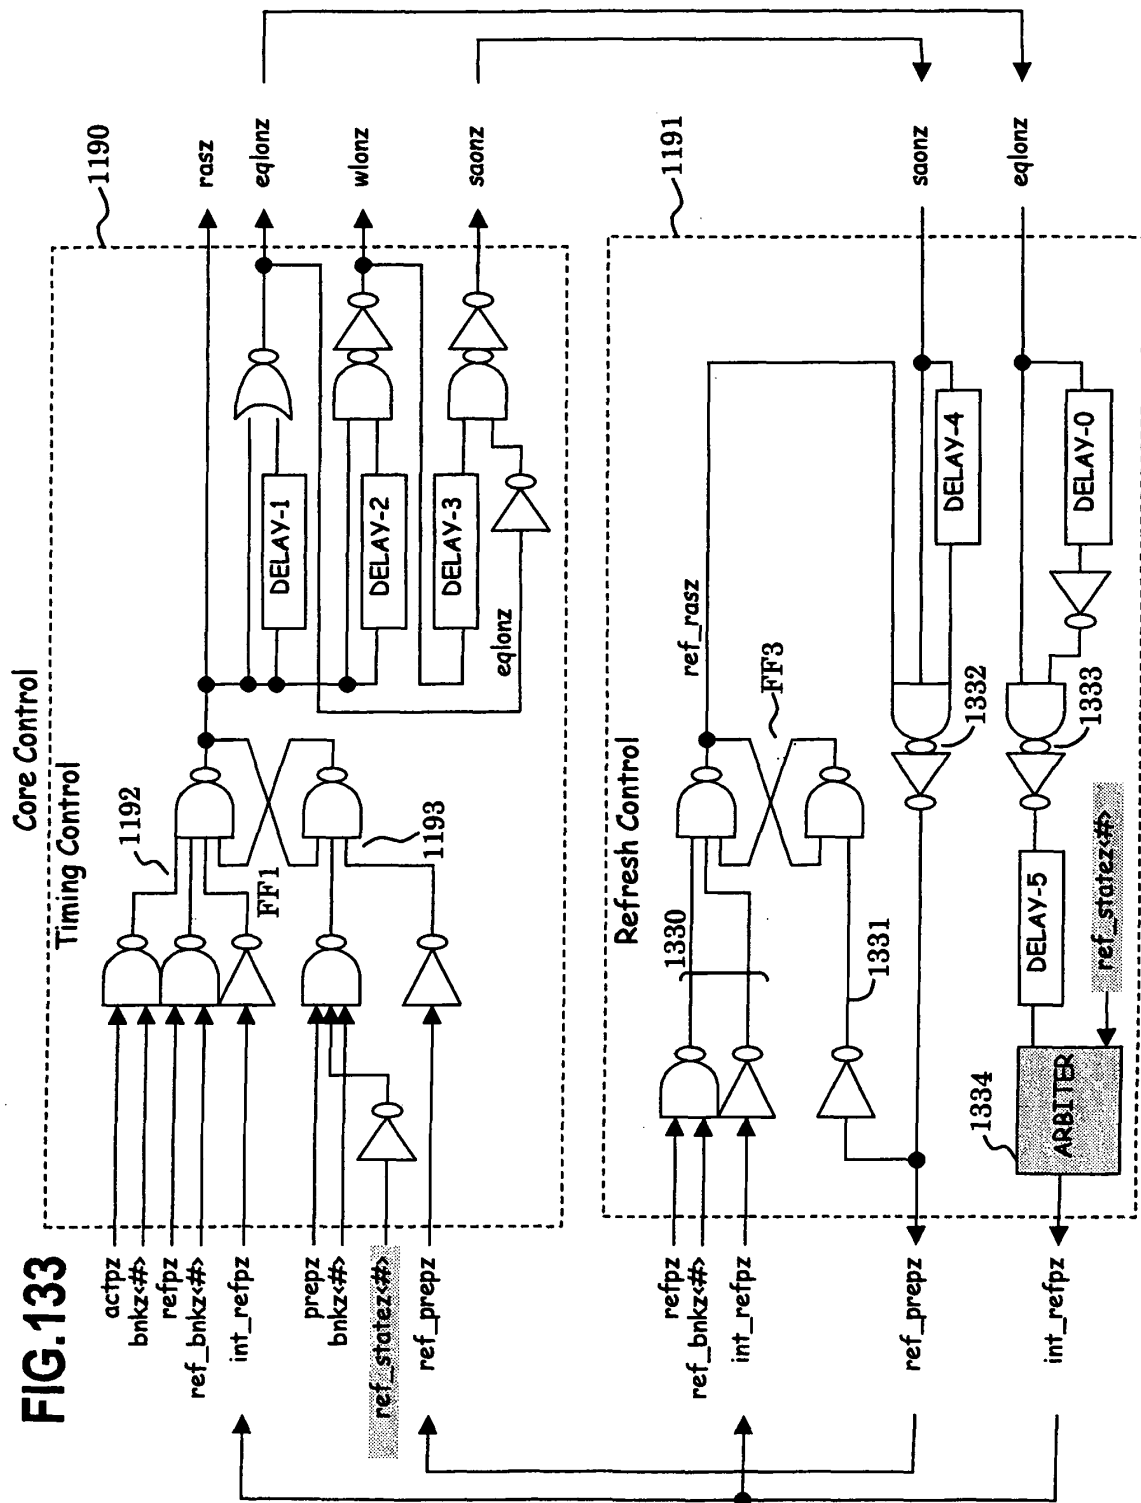 FIG.133
Core Control
Timing Control
1190
actpz
bnkz<#>
refpz
ref_bnkz<#>
int_refpz
prepz
bnkz<#>
ref_statez<#>
ref_prepz
1192
FF1
1193
DELAY-1
DELAY-2
DELAY-3
eqlonz
rasz
eqlonz
wlonz
saonz
Refresh Control
1191
refpz
ref_bnkz<#>
int_refpz
ref_prepz
int_refpz
1330
1331
ref_rasz
FF3
1332
1333
DELAY-4
DELAY-0
DELAY-5
1334
ARBITER
ref_statez<#>
saonz
eqlonz